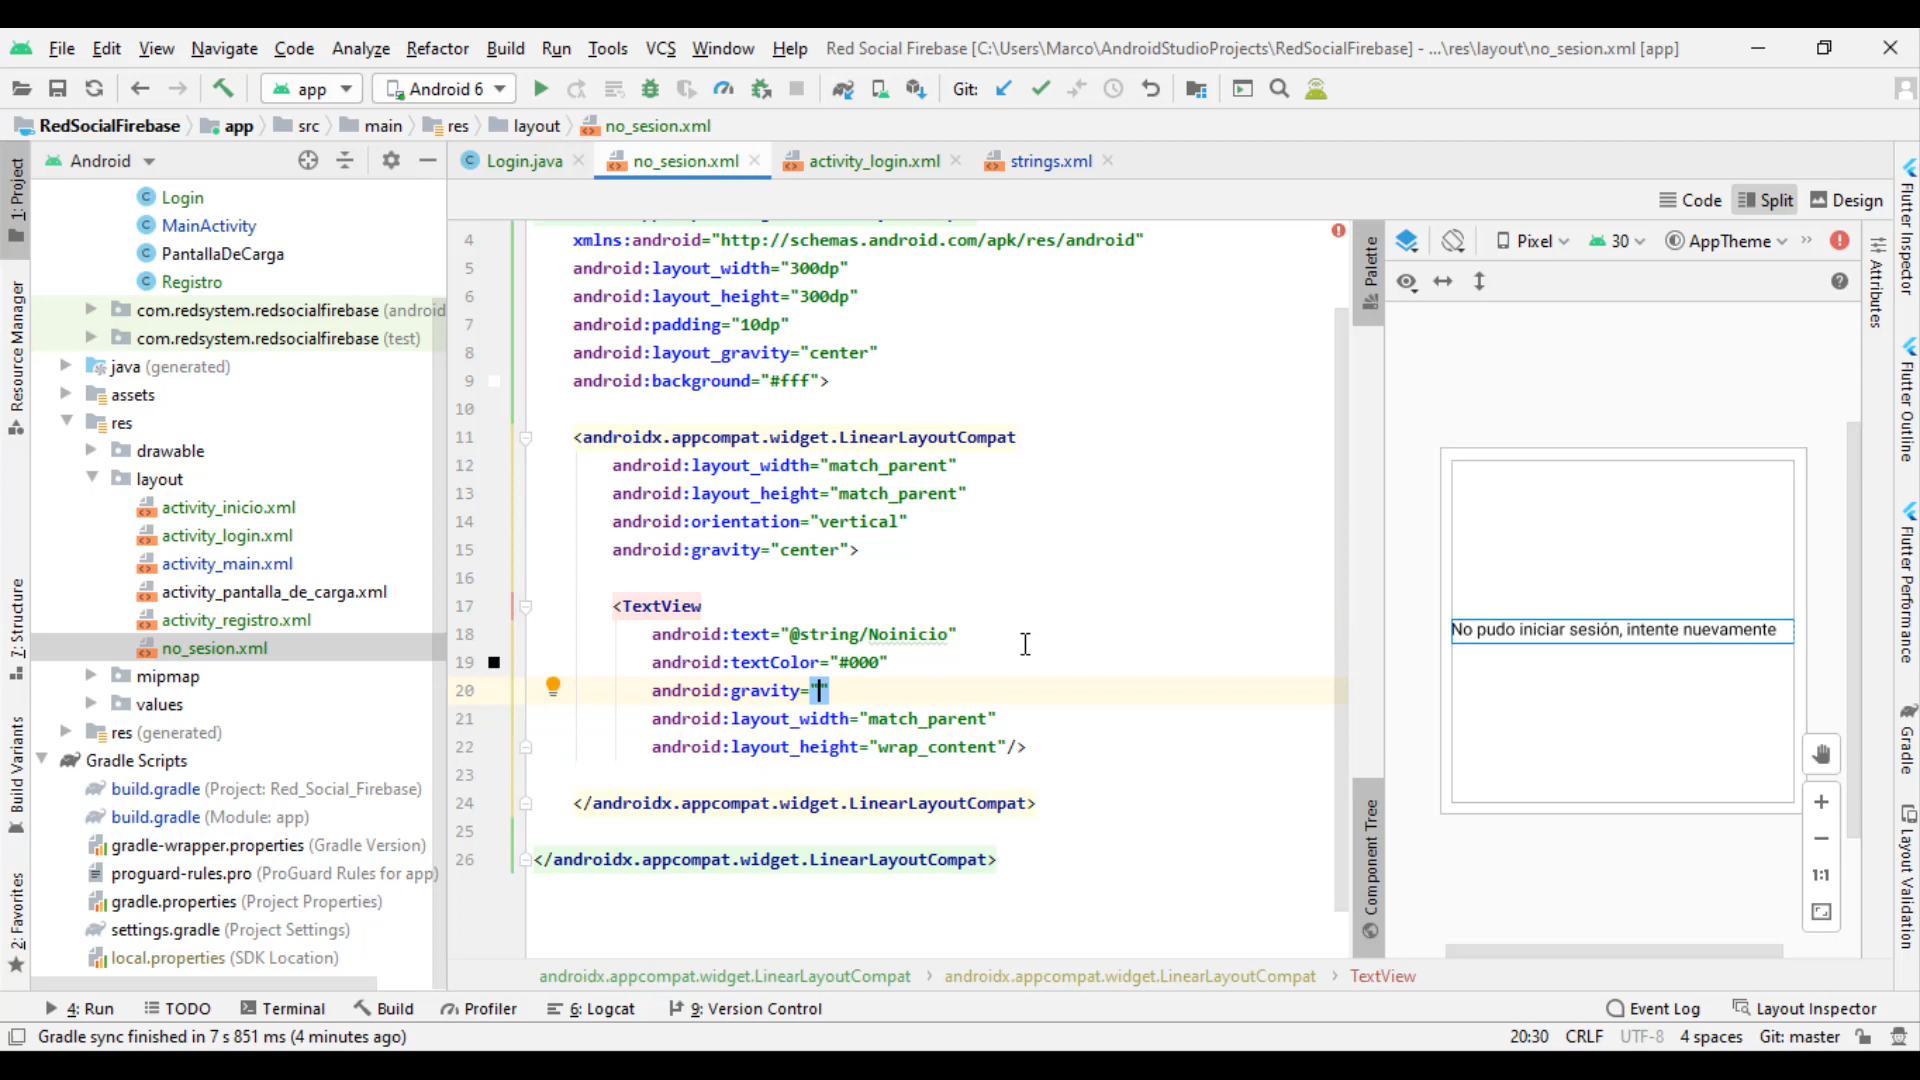 File Edit View Navigate Code Analyze Refactor Build Run Tools VCS Window Help Red Social Firebase [C:\Users\Marco\AndroidStudioProjects\RedSocialFirebase] - ...\res\layout\no_sesion.xml [app]
app Android 6 Git:
RedSocialFirebase app src main res layout no_sesion.xml
Android
Login.java no_sesion.xml activity_login.xml strings.xml
Code Split Design
Login
MainActivity
PantallaDeCarga
Registro
com.redsystem.redsocialfirebase (android
com.redsystem.redsocialfirebase (test)
java (generated)
assets
res
drawable
layout
activity_inicio.xml
activity_login.xml
activity_main.xml
activity_pantalla_de_carga.xml
activity_registro.xml
no_sesion.xml
mipmap
values
res (generated)
Gradle Scripts
build.gradle (Project: Red_Social_Firebase)
build.gradle (Module: app)
gradle-wrapper.properties (Gradle Version)
proguard-rules.pro (ProGuard Rules for app)
gradle.properties (Project Properties)
settings.gradle (Project Settings)
local.properties (SDK Location)
1: Project
Resource Manager
7: Structure
Build Variants
2: Favorites
4 xmlns:android="http://schemas.android.com/apk/res/android"
5 android:layout_width="300dp"
6 android:layout_height="300dp"
7 android:padding="10dp"
8 android:layout_gravity="center"
9 android:background="#fff">
10
11 <androidx.appcompat.widget.LinearLayoutCompat
12 android:layout_width="match_parent"
13 android:layout_height="match_parent"
14 android:orientation="vertical"
15 android:gravity="center">
16
17 <TextView
18 android:text="@string/Noinicio"
19 android:textColor="#000"
20 android:gravity=""
21 android:layout_width="match_parent"
22 android:layout_height="wrap_content"/>
23
24 </androidx.appcompat.widget.LinearLayoutCompat>
25
26 </androidx.appcompat.widget.LinearLayoutCompat>
androidx.appcompat.widget.LinearLayoutCompat androidx.appcompat.widget.LinearLayoutCompat TextView
Palette
Component Tree
Pixel 30 AppTheme
No pudo iniciar sesión, intente nuevamente
1:1
Attributes
Flutter Inspector
Flutter Outline
Flutter Performance
Gradle
Layout Validation
4: Run TODO Terminal Build Profiler 6: Logcat 9: Version Control Event Log Layout Inspector
Gradle sync finished in 7 s 851 ms (4 minutes ago) 20:30 CRLF UTF-8 4 spaces Git: master